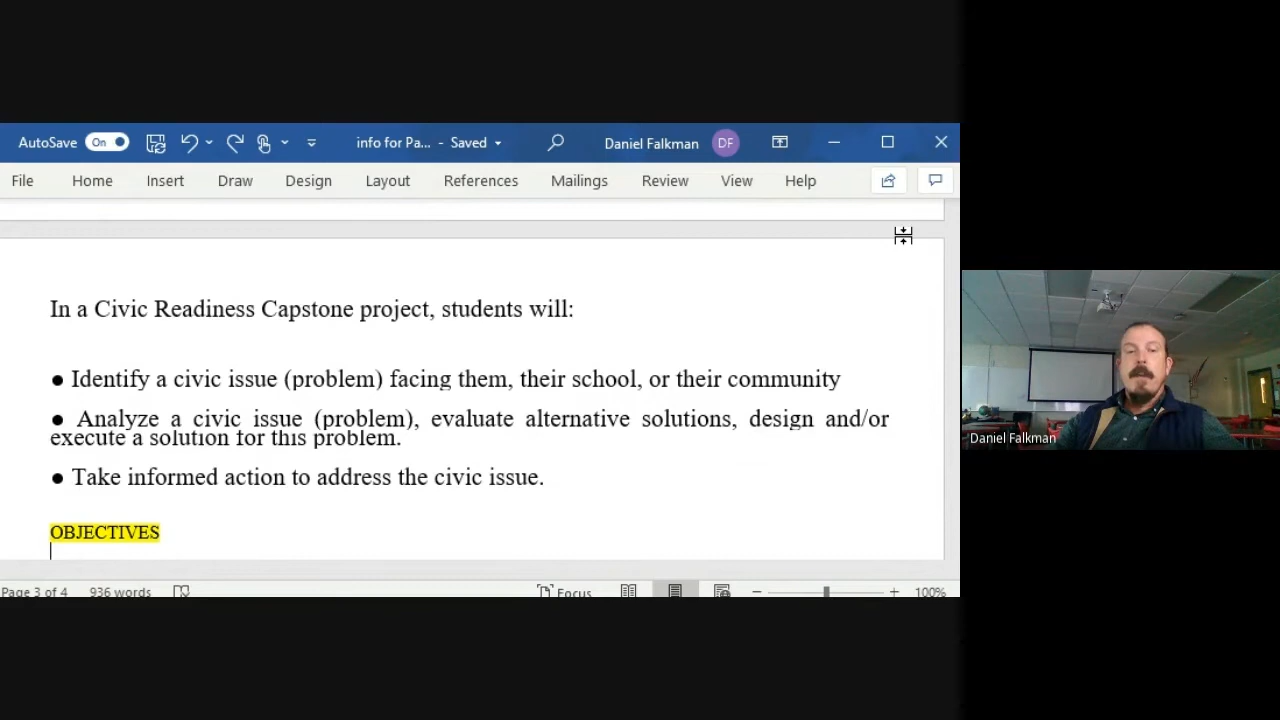 AutoSave On info for Pa... - Saved Daniel Falkman DF
File Home Insert Draw Design Layout References Mailings Review View Help
In a Civic Readiness Capstone project, students will:
● Identify a civic issue (problem) facing them, their school, or their community
● Analyze a civic issue (problem), evaluate alternative solutions, design and/or
execute a solution for this problem.
● Take informed action to address the civic issue.
OBJECTIVES
Page 3 of 4 936 words Focus 100%
Daniel Falkman